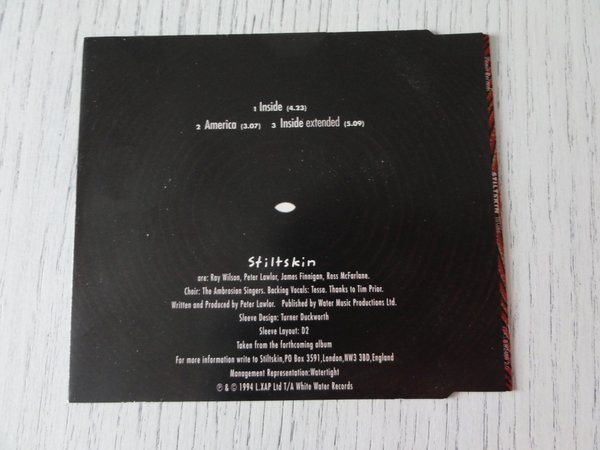 1 Inside (4.23)
2 America (3.07) 3 Inside extended (5.09)
Stiltskin
are: Ray Wilson, Peter Lawlor, James Finnigan, Ross McFarlane.
Choir: The Ambrosian Singers. Backing Vocals: Tessa. Thanks to Tim Prior.
Written and Produced by Peter Lawlor. Published by Water Music Productions Ltd.
Sleeve Design: Turner Duckworth
Sleeve Layout: D2
Taken from the forthcoming album
For more information write to Stiltskin,PO Box 3591,London,NW3 3BD,England
Management Representation:Watertight
℗ & © 1994 L.XAP Ltd T/A White Water Records
STILTSKIN